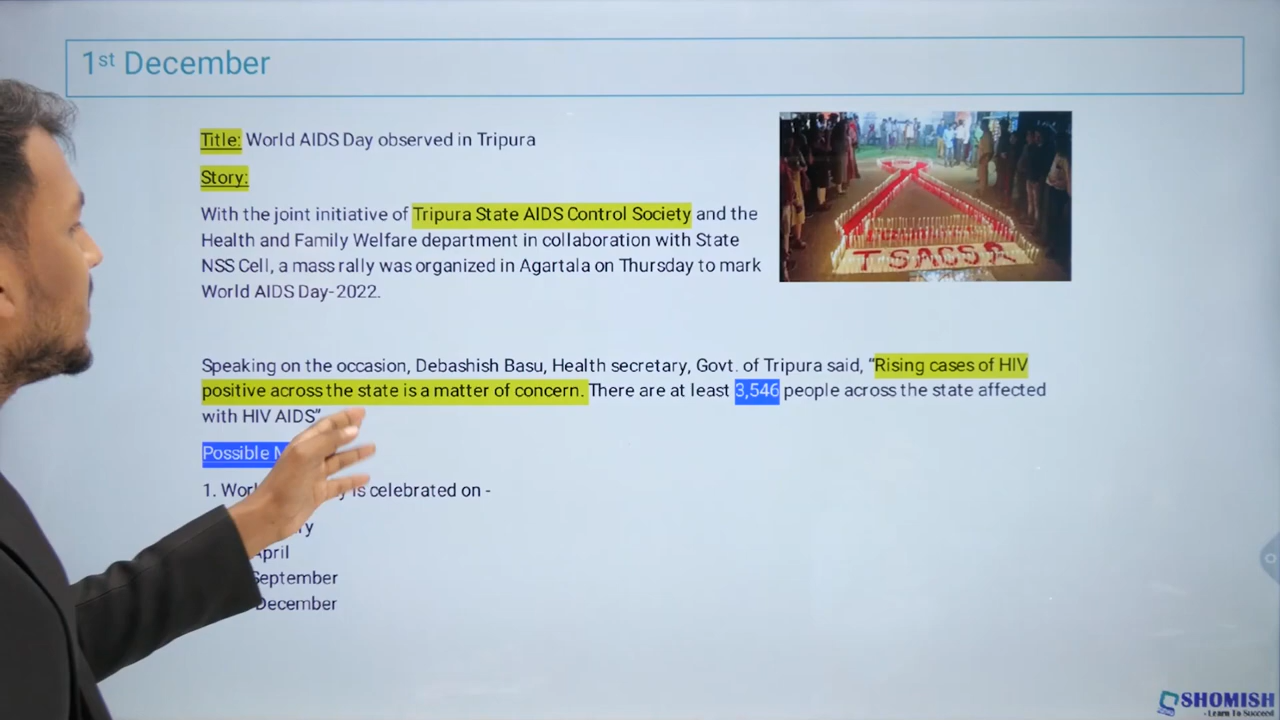 1st December
Title: World AIDS Day observed in Tripura
Story:
With the joint initiative of Tripura State AIDS Control Society and the
Health and Family Welfare department in collaboration with State
NSS Cell, a mass rally was organized in Agartala on Thursday to mark
World AIDS Day-2022.
TSACS
Speaking on the occasion, Debashish Basu, Health secretary, Govt. of Tripura said, “Rising cases of HIV
positive across the state is a matter of concern. There are at least 3,546 people across the state affected
with HIV AIDS”
Possible
1. is celebrated on -
April
September
December
SHOMISH
- Learn To Succeed